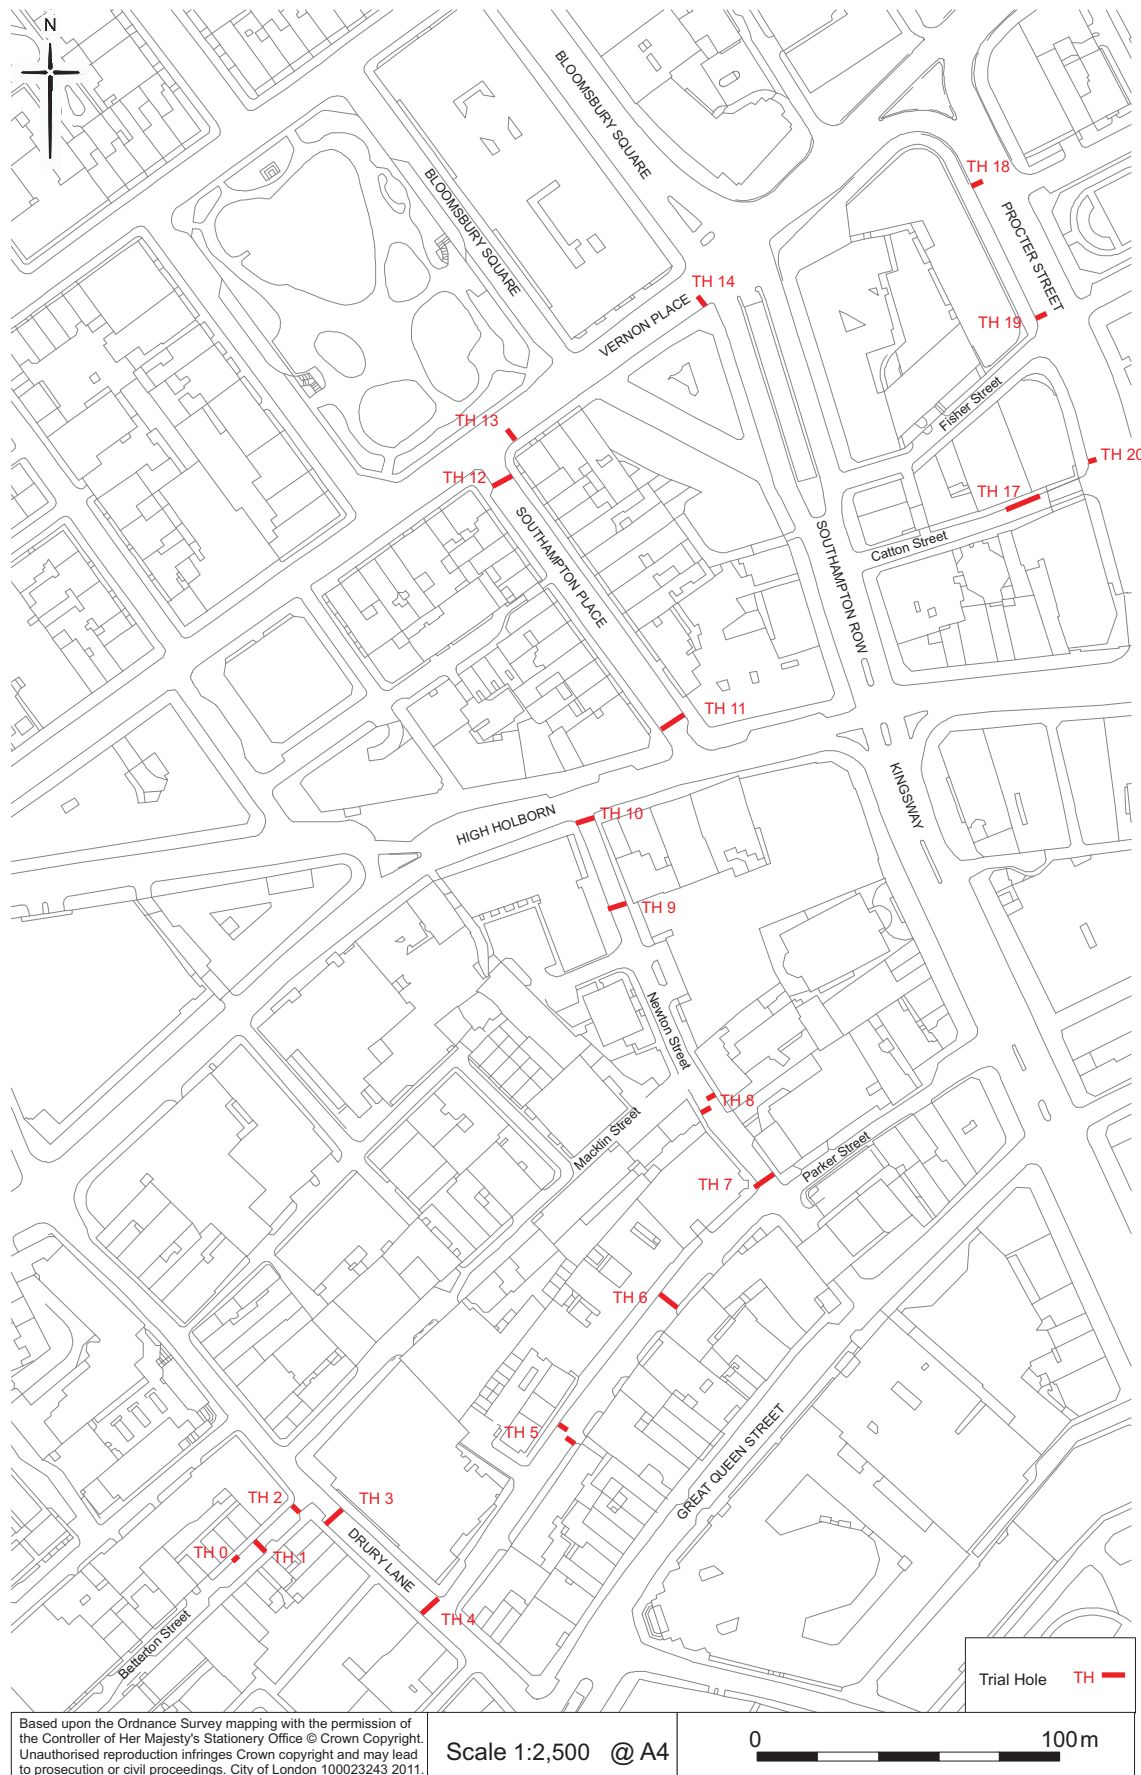 N
BLOOMSBURY SQUARE
BLOOMSBURY SQUARE
TH 18
PROCTER STREET
TH 14
VERNON PLACE
TH 19
Fisher Street
TH 13
TH 12
TH 20
TH 17
SOUTHAMPTON PLACE
SOUTHAMPTON ROW
Catton Street
TH 11
KINGSWAY
HIGH HOLBORN
TH 10
TH 9
Newton Street
TH 8
Macklin Street
Parker Street
TH 7
TH 6
TH 5
GREAT QUEEN STREET
TH 2
TH 3
TH 0
TH 1
DRURY LANE
TH 4
Betterton Street
Trial Hole TH
Based upon the Ordnance Survey mapping with the permission of
the Controller of Her Majesty's Stationery Office © Crown Copyright.
Unauthorised reproduction infringes Crown copyright and may lead
to prosecution or civil proceedings. City of London 100023243 2011.
Scale 1:2,500 @ A4
0 100m